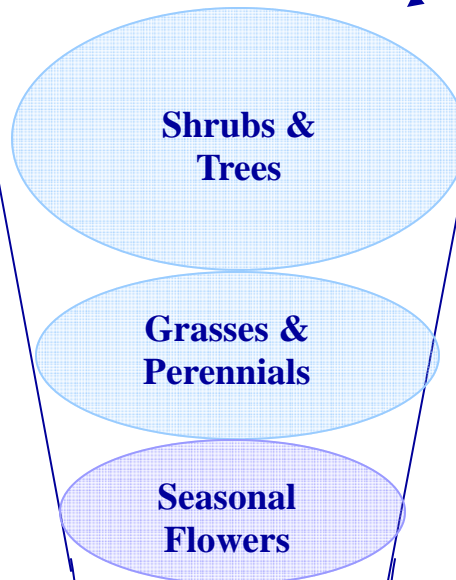 Shrubs &
Trees
Grasses &
Perennials
Seasonal
Flowers